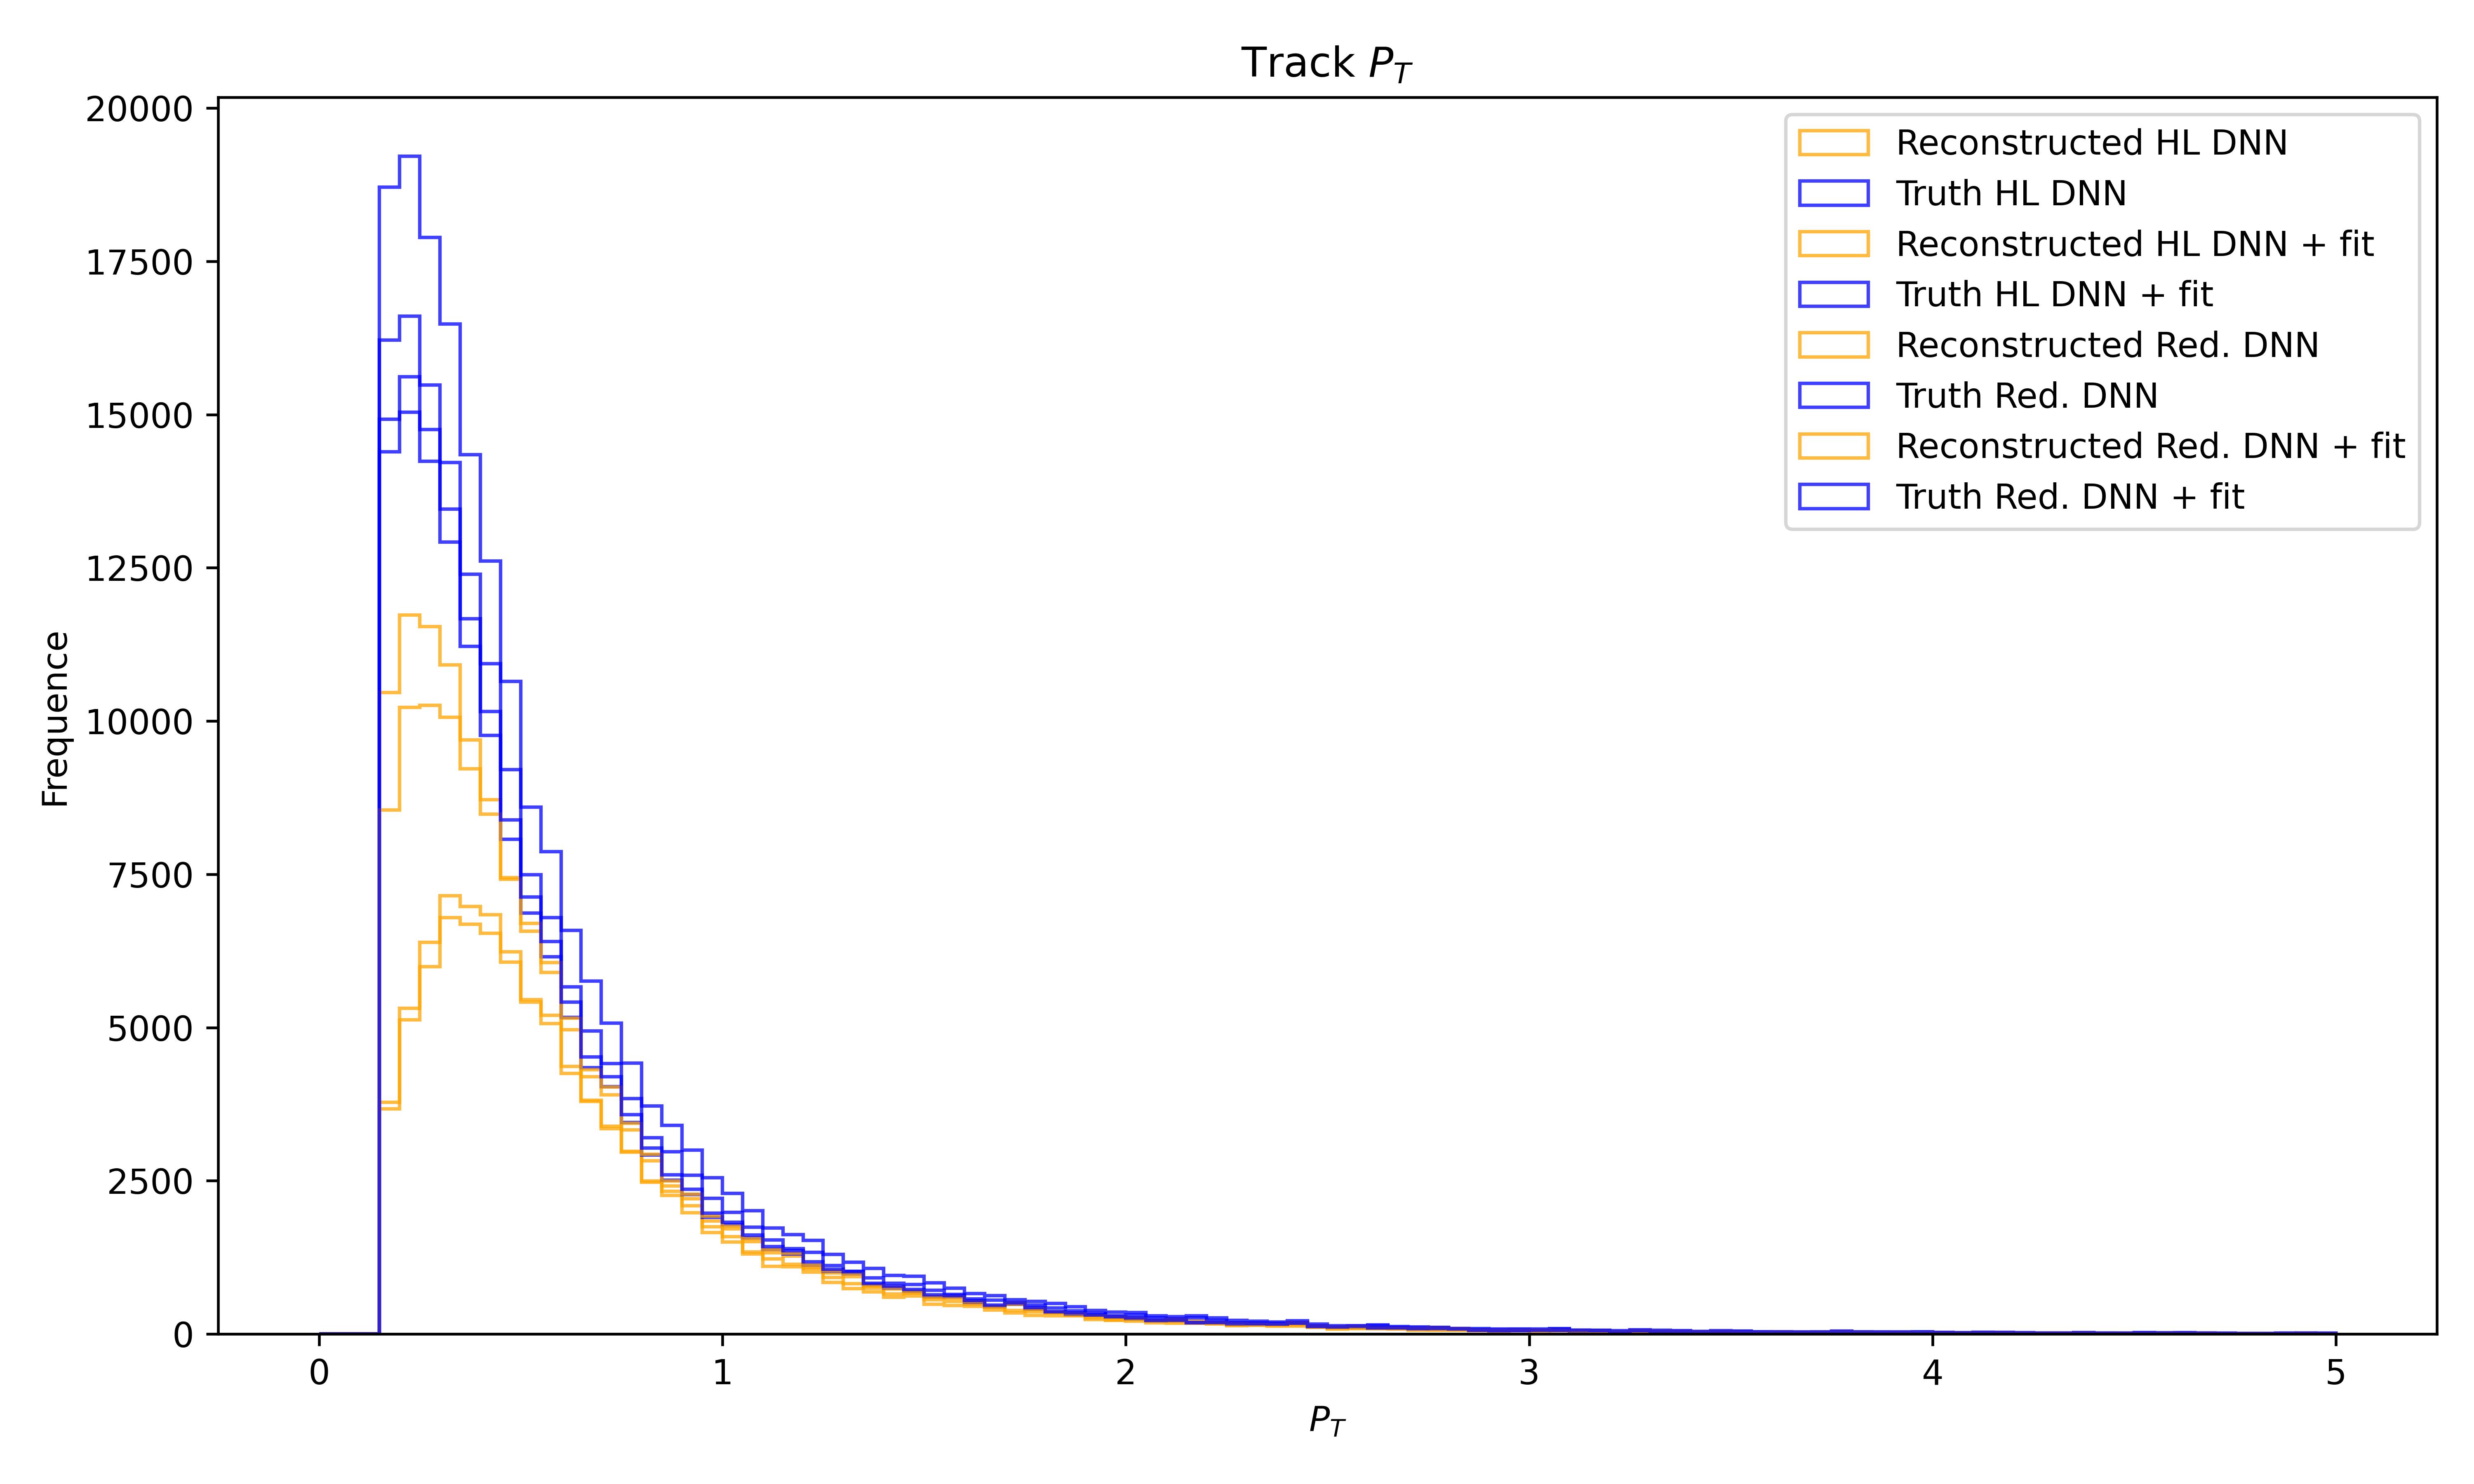 Track P_T
20000
17500
15000
12500
10000
7500
5000
2500
0
Frequence
0 1 2 3 4 5
P_T
Reconstructed HL DNN
Truth HL DNN
Reconstructed HL DNN + fit
Truth HL DNN + fit
Reconstructed Red. DNN
Truth Red. DNN
Reconstructed Red. DNN + fit
Truth Red. DNN + fit